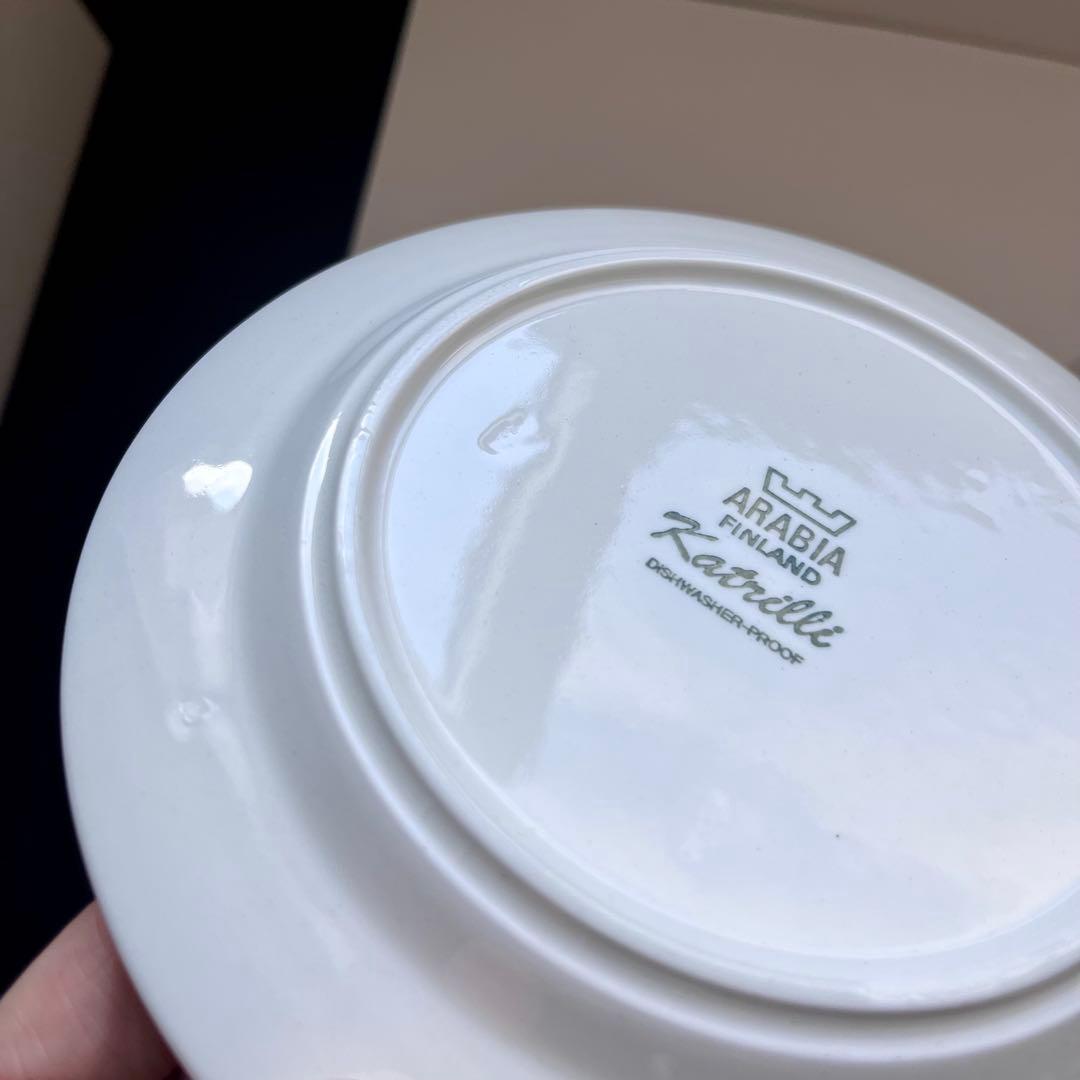 ARABIA
FINLAND
Katrilli
DISHWASHER-PROOF